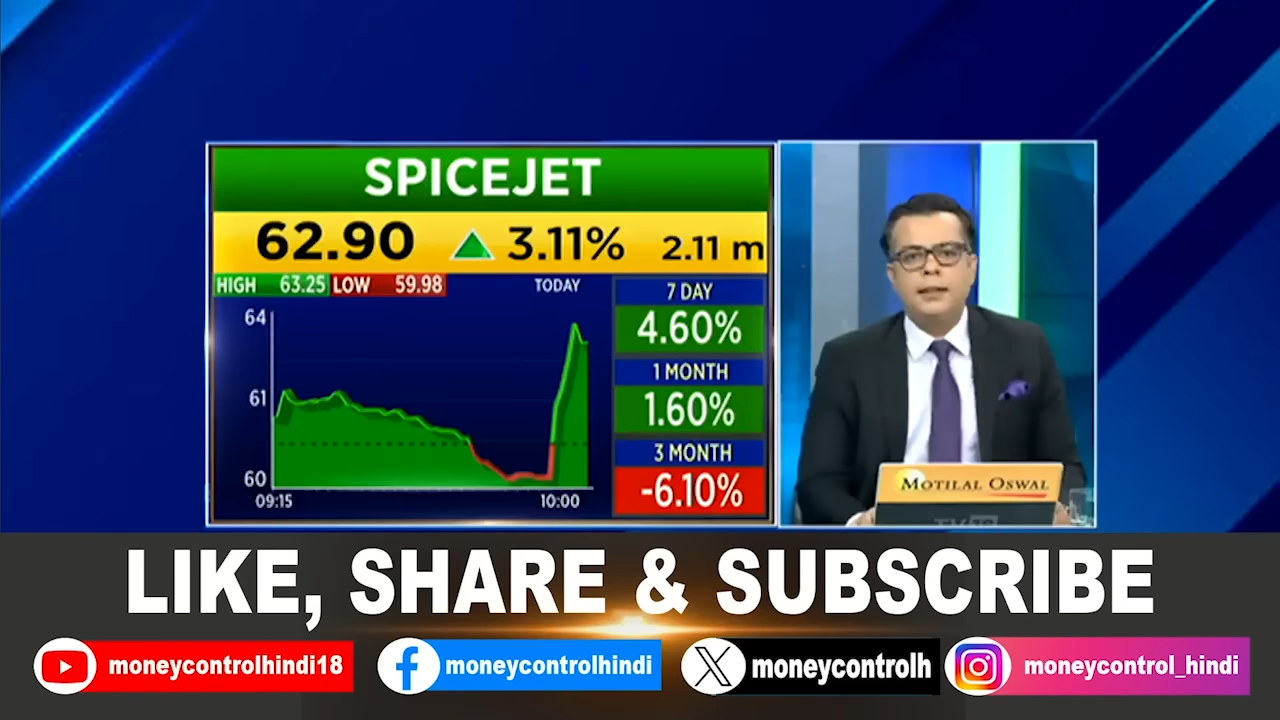 SPICEJET
62.90 ▲ 3.11% 2.11 m
HIGH 63.25 LOW 59.98 TODAY
64
61
60
09:15 10:00
7 DAY
4.60%
1 MONTH
1.60%
3 MONTH
-6.10%
MOTILAL OSWAL
LIKE, SHARE & SUBSCRIBE
moneycontrolhindi18 moneycontrolhindi moneycontrolh moneycontrol_hindi